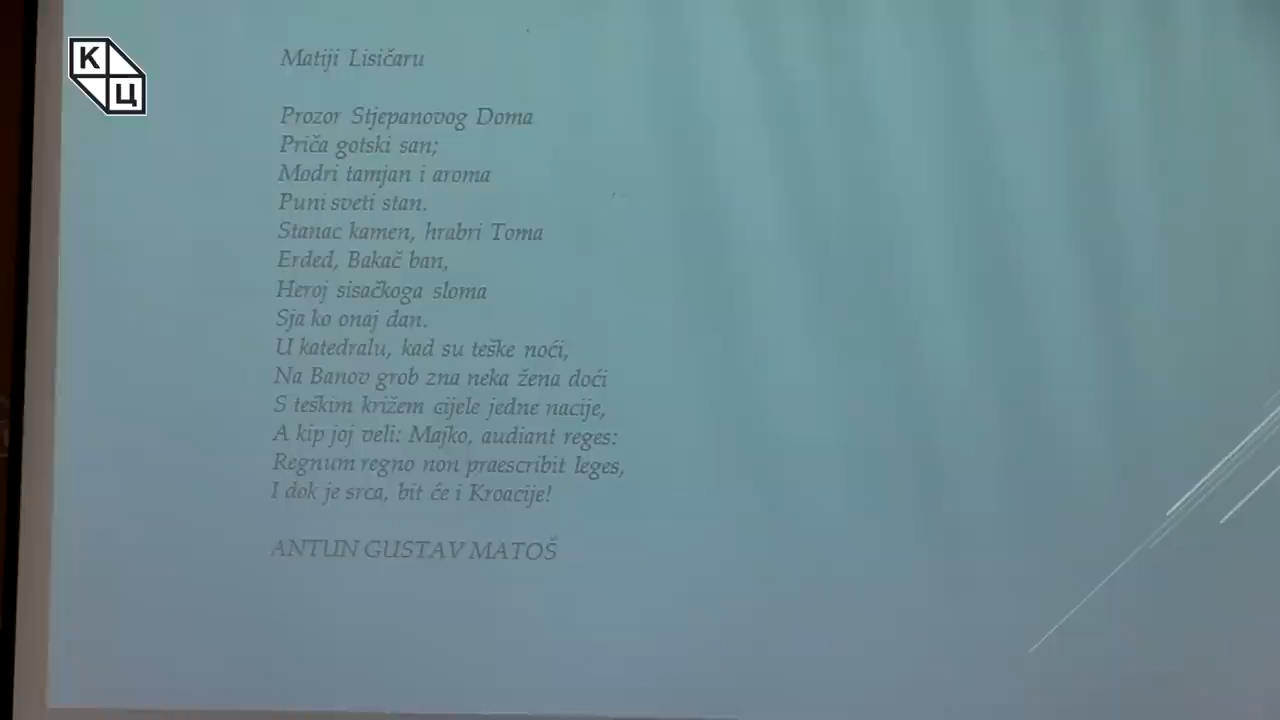 К
Ц
Matiji Lisičaru
Prozor Stjepanovog Doma
Priča gotski san;
Modri tamjan i aroma
Puni sveti stan.
Stanac kamen, hrabri Toma
Erded, Bakač ban,
Heroj sisačkoga sloma
Sja ko onaj dan.
U katedralu, kad su teške noći,
Na Banov grob zna neka žena doći
S teškim križem cijele jedne nacije,
A kip joj veli: Majko, audiant reges:
Regnum regno non praescribit leges,
I dok je srca, bit će i Kroacije!
ANTUN GUSTAV MATOŠ